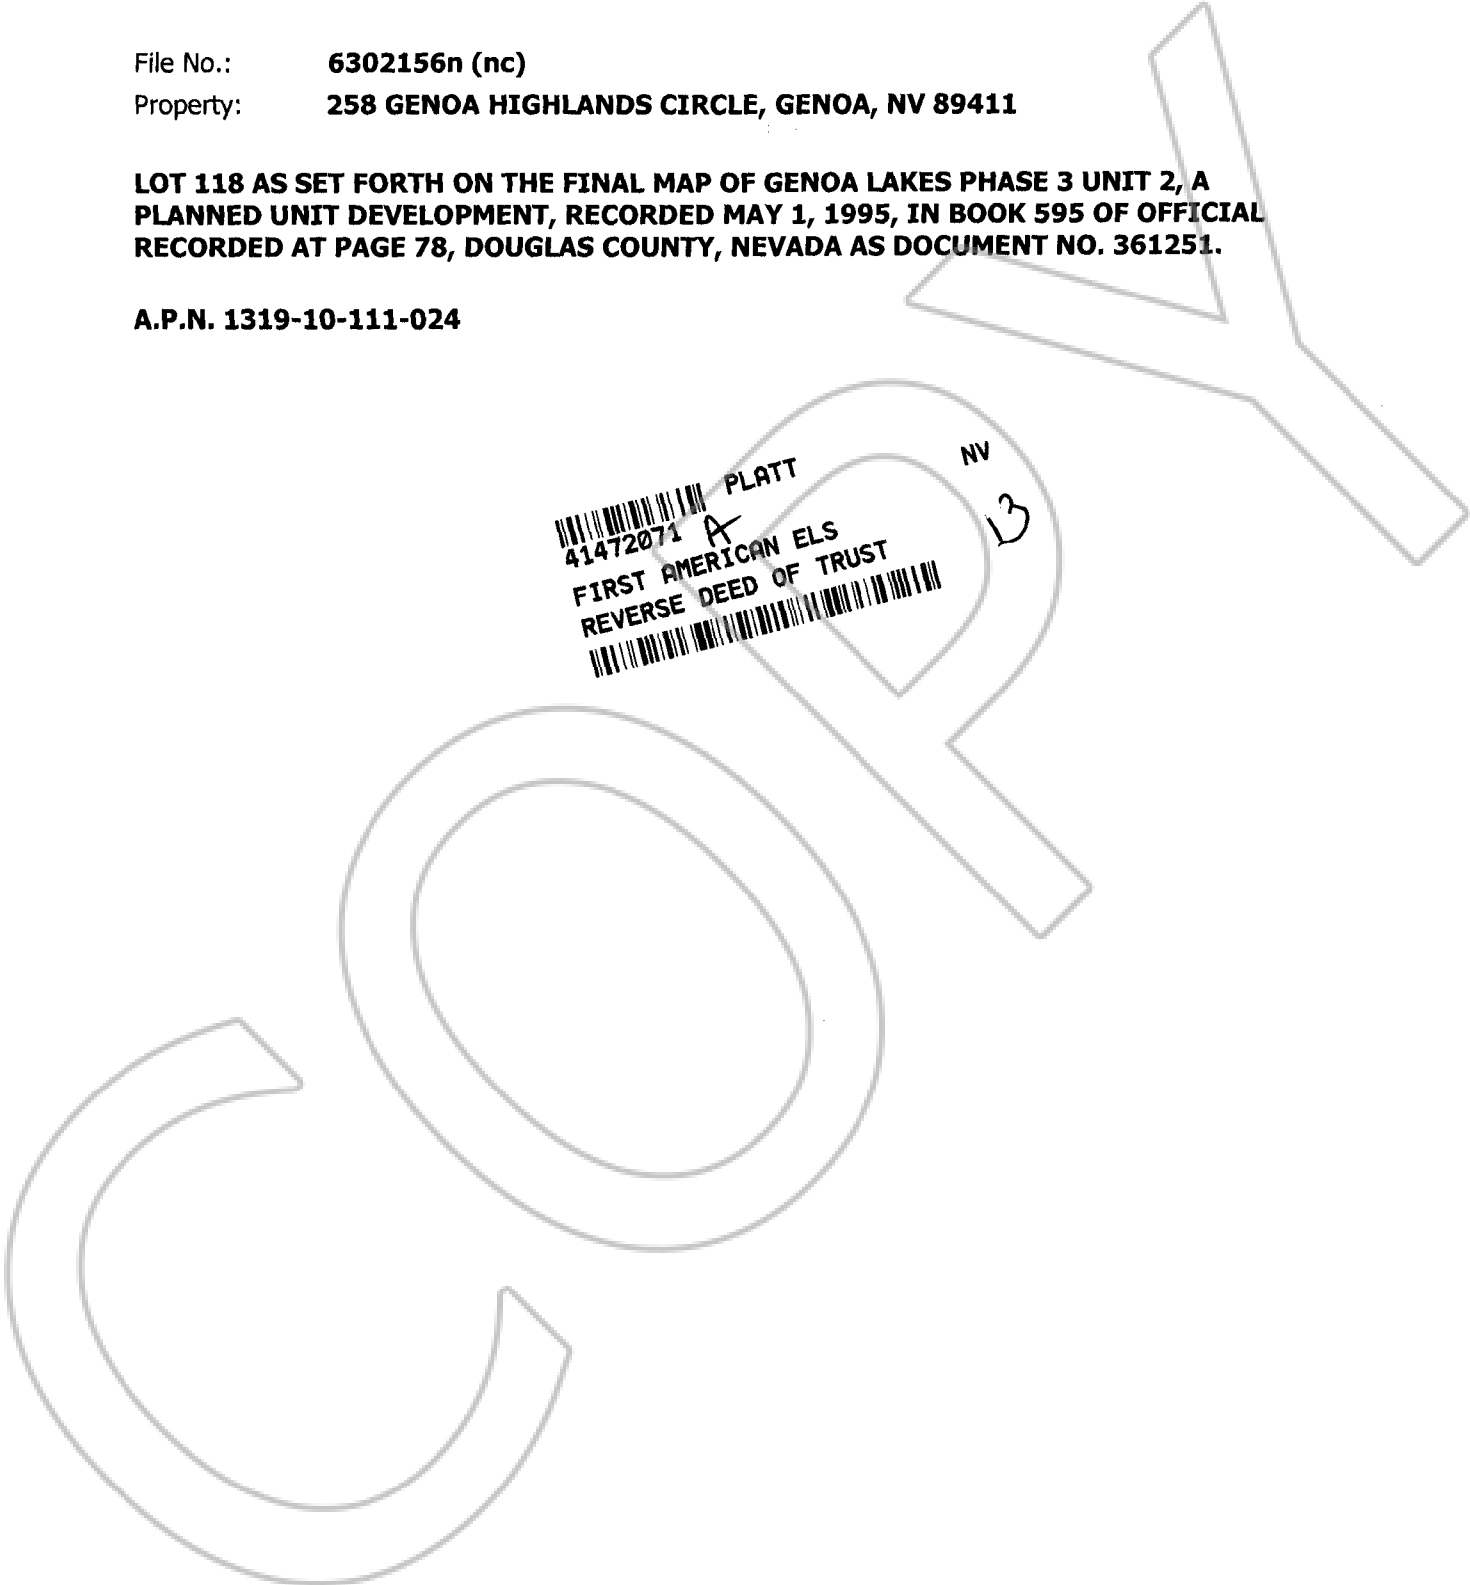 File No.: 6302156n (nc)
Property: 258 GENOA HIGHLANDS CIRCLE, GENOA, NV 89411
LOT 118 AS SET FORTH ON THE FINAL MAP OF GENOA LAKES PHASE 3 UNIT 2, A
PLANNED UNIT DEVELOPMENT, RECORDED MAY 1, 1995, IN BOOK 595 OF OFFICIAL
RECORDED AT PAGE 78, DOUGLAS COUNTY, NEVADA AS DOCUMENT NO. 361251.
A.P.N. 1319-10-111-024
PLATT NV
41472071 A
FIRST AMERICAN ELS
REVERSE DEED OF TRUST
COPY